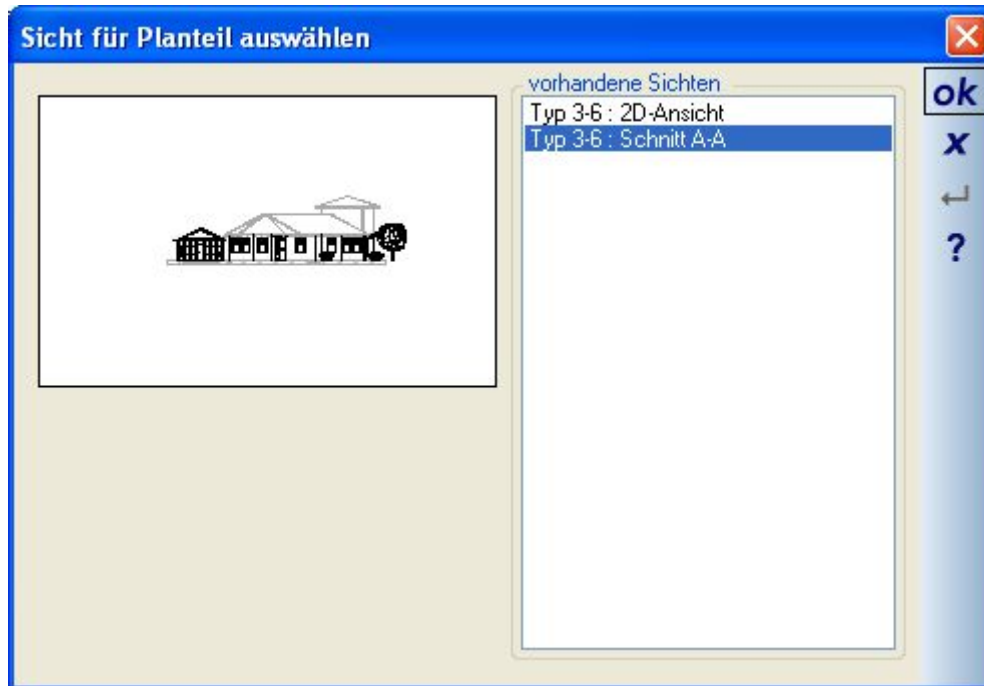 Sicht für Planteil auswählen
vorhandene Sichten
Typ 3-6 : 2D-Ansicht
Typ 3-6 : Schnitt A-A
ok
x
?